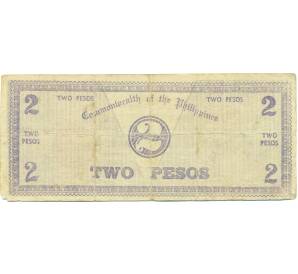 2 TWO PESOS TWO PESOS 2
Commonwealth of the Philippines
TWO PESOS TWO PESOS
2 TWO PESOS 2